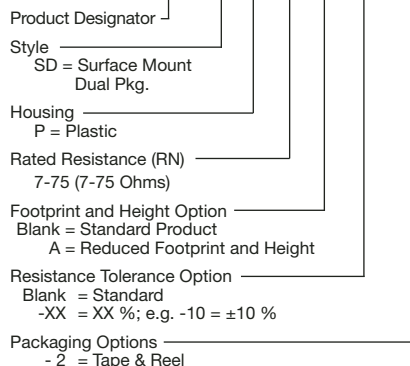 Product Designator
Style
SD = Surface Mount
Dual Pkg.
Housing
P = Plastic
Rated Resistance (RN)
7-75 (7-75 Ohms)
Footprint and Height Option
Blank = Standard Product
A = Reduced Footprint and Height
Resistance Tolerance Option
Blank = Standard
-XX = XX %; e.g. -10 = ±10 %
Packaging Options
- 2 = Tape & Reel